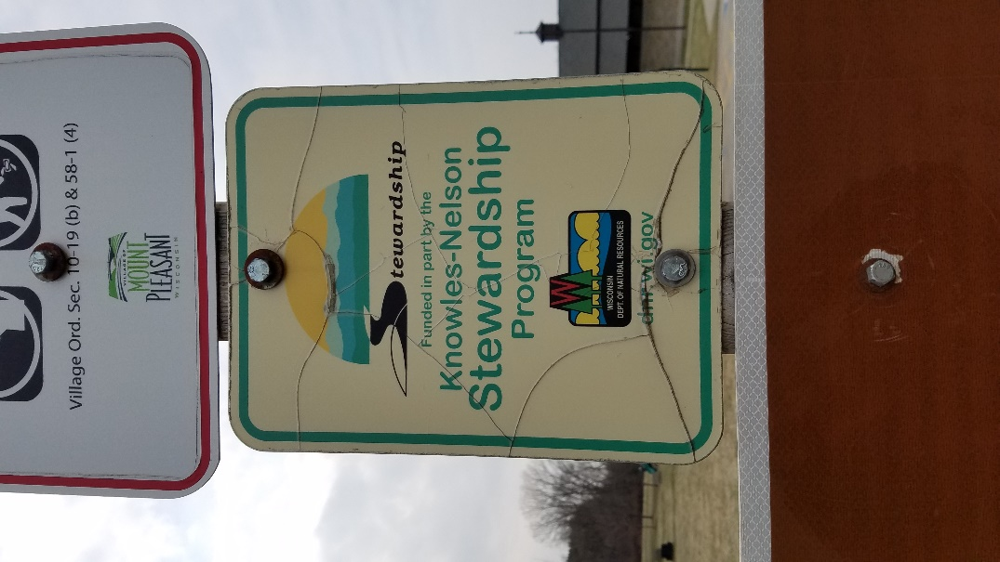 Village Ord. Sec. 10-19 (b) & 58-1 (4)
VILLAGE OF
MOUNT
PLEASANT
WISCONSIN
Stewardship
Funded in part by the
Knowles-Nelson
Stewardship
Program
W
WISCONSIN
DEPT. OF NATURAL RESOURCES
dnr.wi.gov